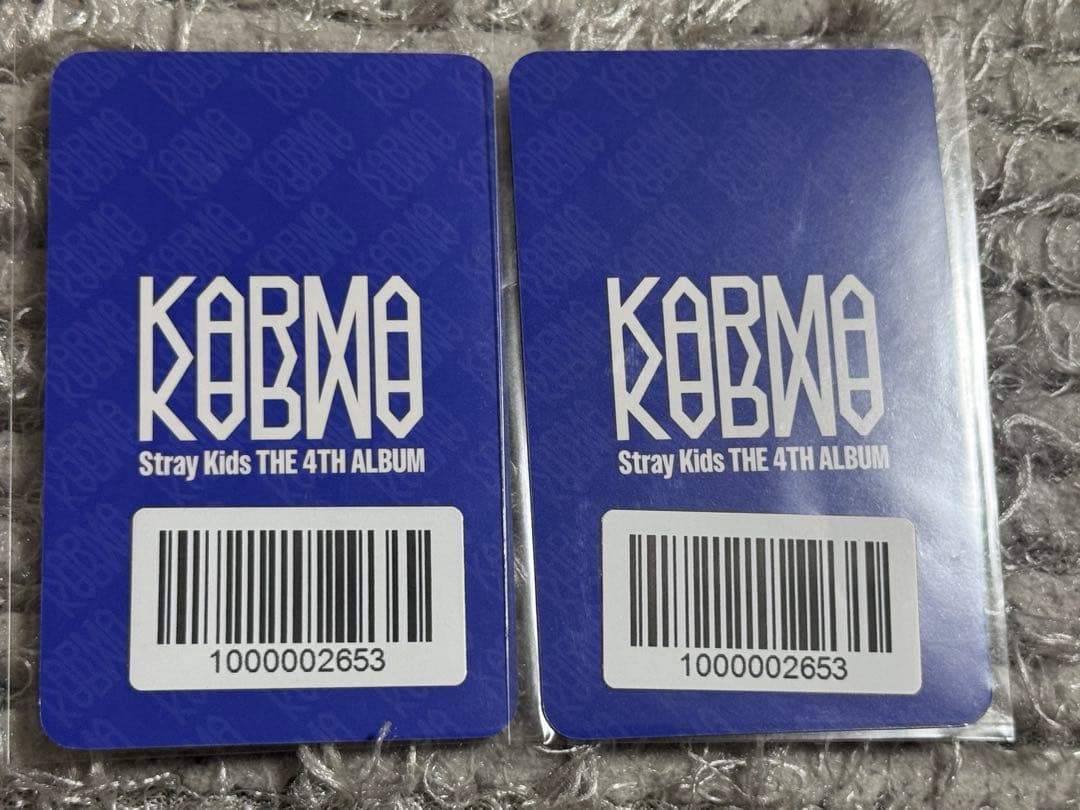 KARMA
Stray Kids THE 4TH ALBUM
1000002653
KARMA
Stray Kids THE 4TH ALBUM
1000002653